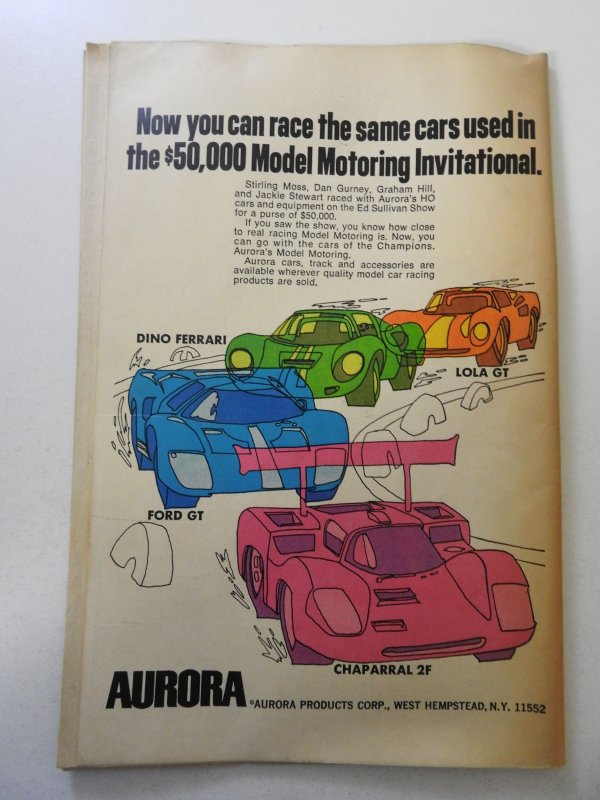 Now you can race the same cars used in
the $50,000 Model Motoring Invitational.
Stirling Moss, Dan Gurney, Graham Hill,
and Jackie Stewart raced with Aurora's HO
cars and equipment on the Ed Sullivan Show
for a purse of $50,000.
If you saw the show, you know how close
to real racing Model Motoring is. Now, you
can go with the cars of the Champions.
Aurora's Model Motoring.
Aurora cars, track and accessories are
available wherever quality model car racing
products are sold.
DINO FERRARI
LOLA GT
FORD GT
CHAPARRAL 2F
AURORA ©AURORA PRODUCTS CORP., WEST HEMPSTEAD, N.Y. 11552